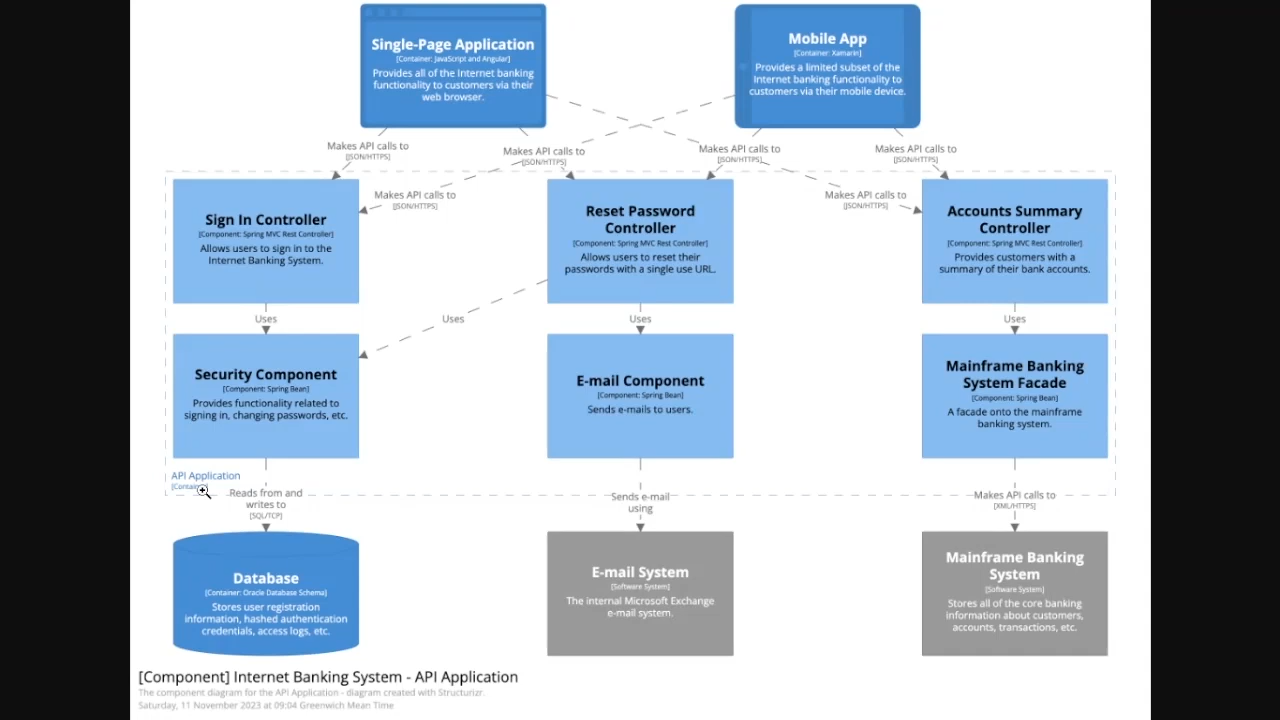 Single-Page Application
[Container: JavaScript and Angular]
Provides all of the Internet banking
functionality to customers via their
web browser.
Mobile App
[Container: Xamarin]
Provides a limited subset of the
Internet banking functionality to
customers via their mobile device.
Makes API calls to
[JSON/HTTPS]
Makes API calls to
[JSON/HTTPS]
Makes API calls to
[JSON/HTTPS]
Makes API calls to
[JSON/HTTPS]
Makes API calls to
[JSON/HTTPS]
Makes API calls to
[JSON/HTTPS]
Sign In Controller
[Component: Spring MVC Rest Controller]
Allows users to sign in to the
Internet Banking System.
Reset Password
Controller
[Component: Spring MVC Rest Controller]
Allows users to reset their
passwords with a single use URL.
Accounts Summary
Controller
[Component: Spring MVC Rest Controller]
Provides customers with a
summary of their bank accounts.
Uses
Uses
Uses
Uses
Security Component
[Component: Spring Bean]
Provides functionality related to
signing in, changing passwords, etc.
E-mail Component
[Component: Spring Bean]
Sends e-mails to users.
Mainframe Banking
System Facade
[Component: Spring Bean]
A facade onto the mainframe
banking system.
API Application
Reads from and
writes to
[SQL/TCP]
Sends e-mail
using
Makes API calls to
[XML/HTTPS]
Database
[Container: Oracle Database Schema]
Stores user registration
information, hashed authentication
credentials, access logs, etc.
E-mail System
[Software System]
The internal Microsoft Exchange
e-mail system.
Mainframe Banking
System
[Software System]
Stores all of the core banking
information about customers,
accounts, transactions, etc.
[Component] Internet Banking System - API Application
The component diagram for the API Application - diagram created with Structurizr.
Saturday, 11 November 2023 at 09:04 Greenwich Mean Time